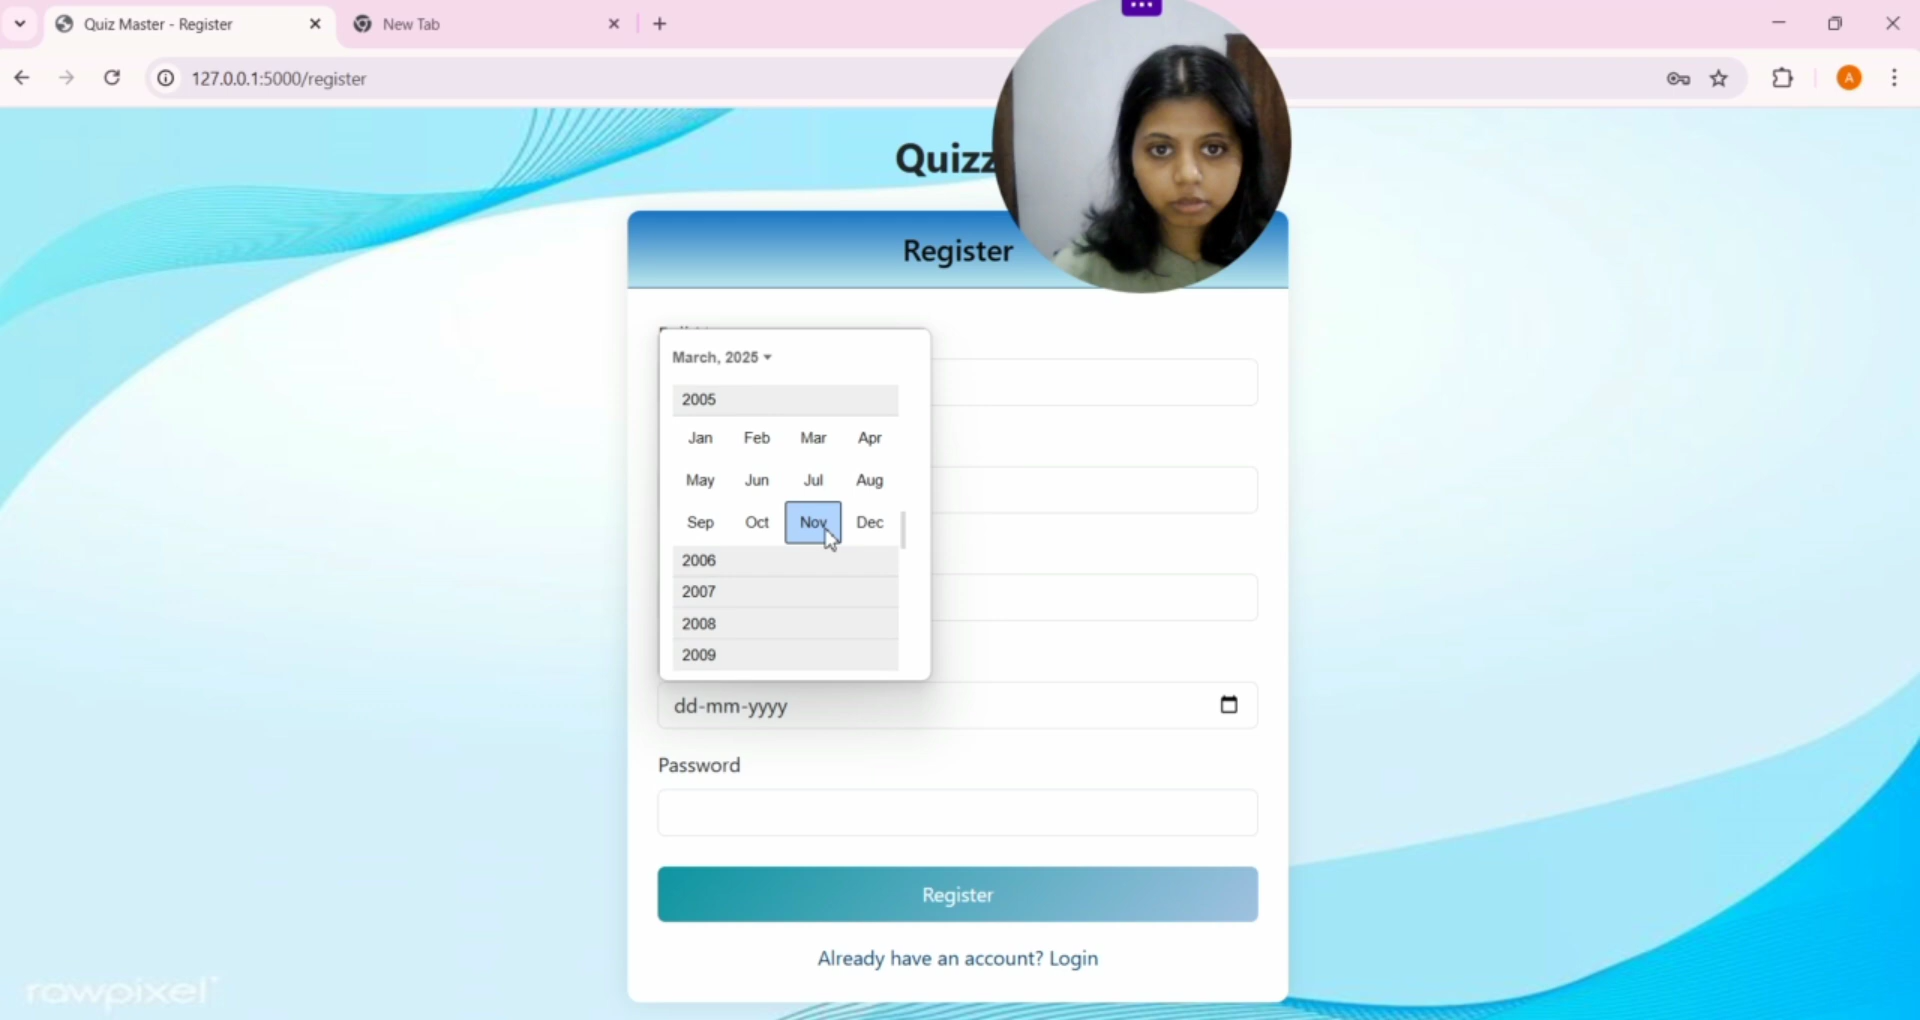 Quiz Master - Register
New Tab
127.0.0.1:5000/register
A
Quizz
Register
March, 2025
2005
Jan Feb Mar Apr
May Jun Jul Aug
Sep Oct Nov Dec
2006
2007
2008
2009
dd-mm-yyyy
Password
Register
Already have an account? Login
rawpixel